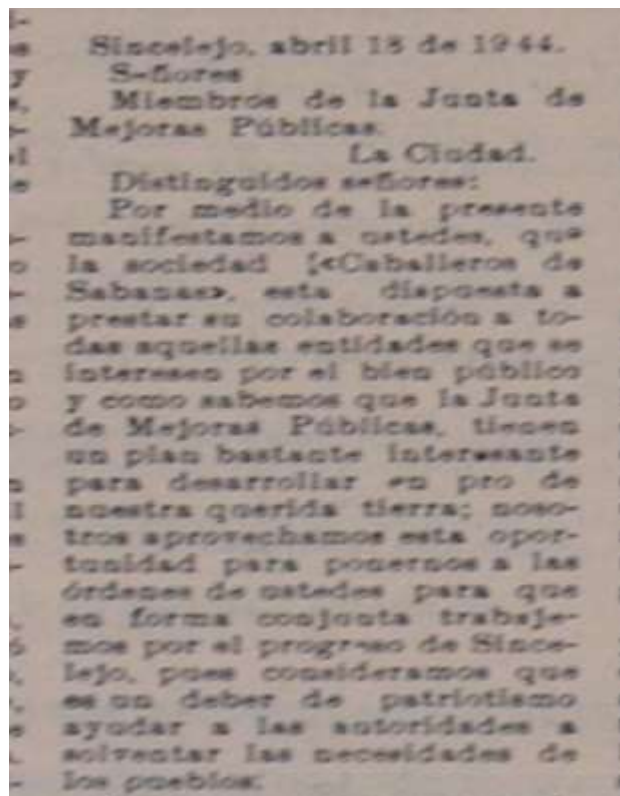 Sincelejo, abril 18 de 1944.
S-ñores
Miembros de la Junta de
Mejoras Públicas.
La Ciudad.
Distinguidos señores:
Por medio de la presente
manifestamos a ustedes, que
la sociedad [«Caballeros de
Sabanas», esta dispuesta a
prestar su colaboración a to-
das aquellas entidades que se
interesen por el bien público
y como sabemos que la Junta
de Mejoras Públicas, tienen
un plan bastante interesante
para desarrollar en pro de
nuestra querida tierra; noso-
tros aprovechamos esta opor-
tunidad para ponernos a las
órdenes de ustedes para que
en forma conjunta trabaje-
mos por el progreso de Since-
lejo, pues consideramos que
es un deber de patriotismo
ayudar a las autoridades a
solventar las necesidades de
los pueblos;